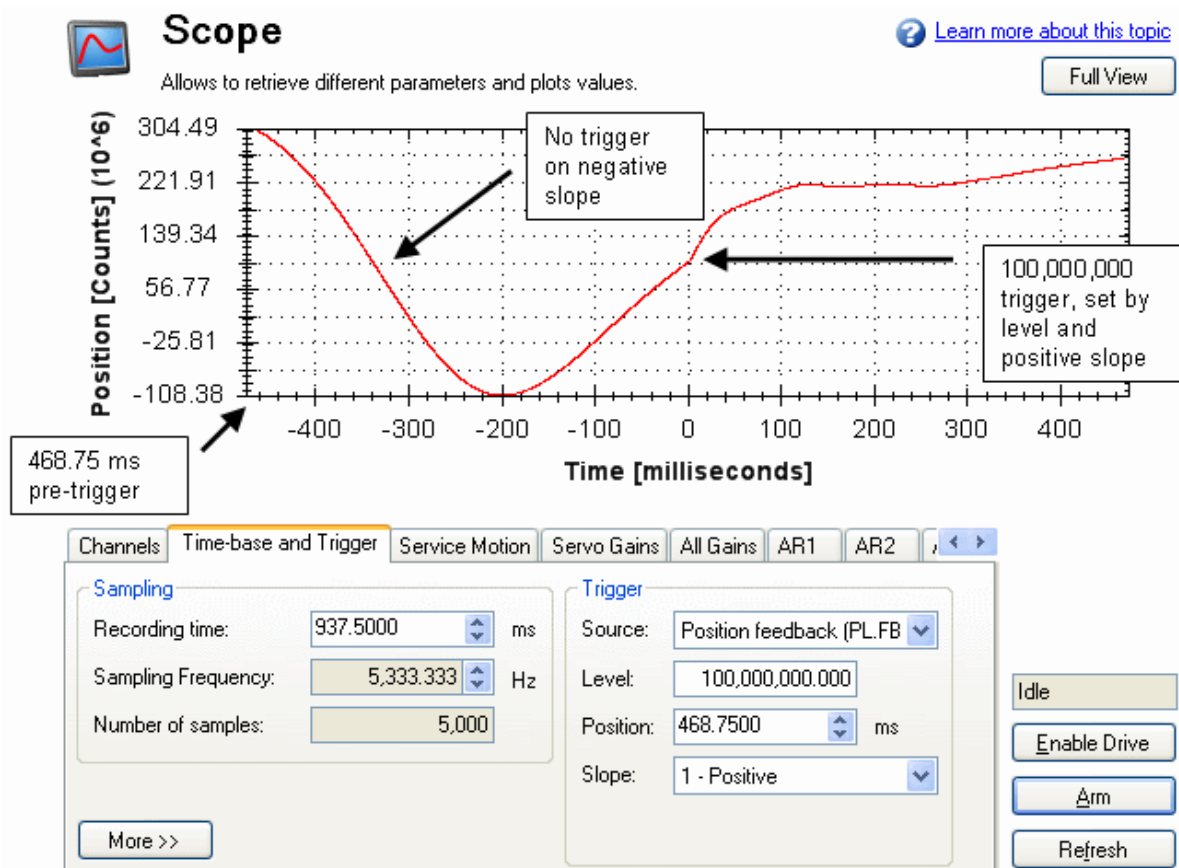 Scope
Learn more about this topic
Allows to retrieve different parameters and plots values.
Full View
Position [Counts] (10^6)
304.49
221.91
139.34
56.77
-25.81
-108.38
No trigger
on negative
slope
100,000,000
trigger, set by
level and
positive slope
-400 -300 -200 -100 0 100 200 300 400
Time [milliseconds]
468.75 ms
pre-trigger
Channels Time-base and Trigger Service Motion Servo Gains All Gains AR1 AR2
Sampling
Recording time: 937.5000 ms
Sampling Frequency: 5,333.333 Hz
Number of samples: 5,000
More >>
Trigger
Source: Position feedback (PL.FB
Level: 100,000,000.000
Position: 468.7500 ms
Slope: 1 - Positive
Idle
Enable Drive
Arm
Refresh